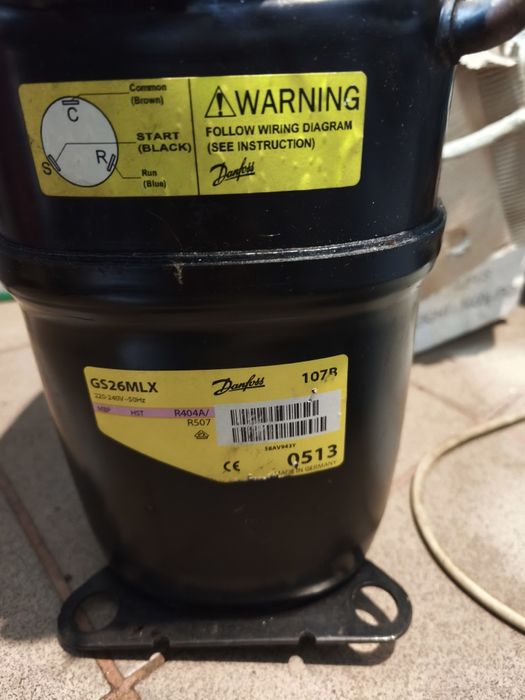 Common
(Brown)
C
START
(BLACK)
S
R
Run
(Blue)
WARNING
FOLLOW WIRING DIAGRAM
(SEE INSTRUCTION)
Danfoss
GS26MLX
Danfoss
107B
220-240V~50Hz
MBP HST R404A/
R507
CE
0513
MADE IN GERMANY